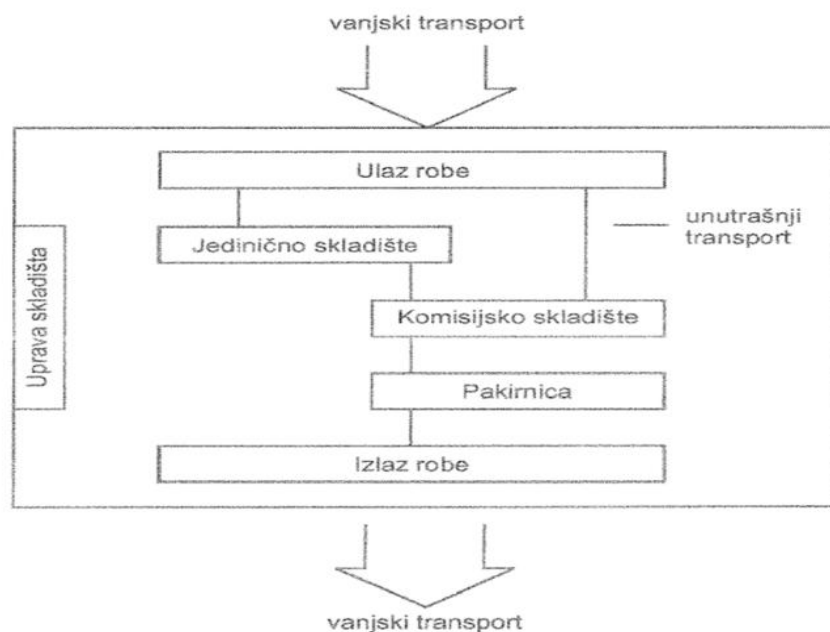 vanjski transport
Ulaz robe
unutrašnji
transport
Jedinično skladište
Uprava skladišta
Komisijsko skladište
Pakirnica
Izlaz robe
vanjski transport